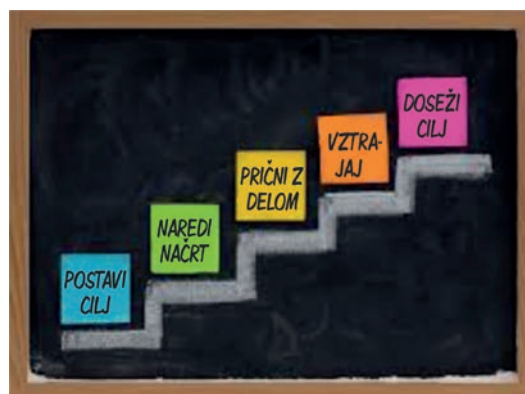 POSTAVI
CILJ
NAREDI
NAČRT
PRIČNI Z
DELOM
VZTRA-
JAJ
DOSEŽI
CILJ